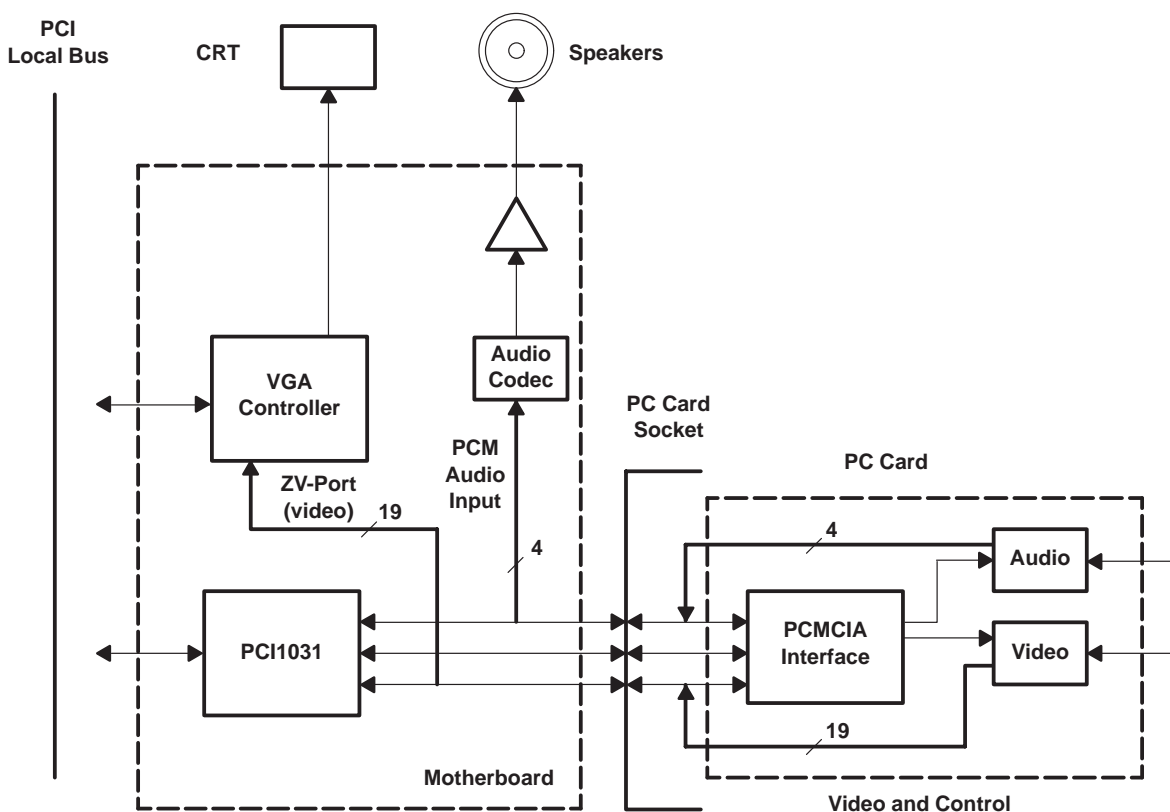 PCI
Local Bus
CRT
Speakers
VGA
Controller
Audio
Codec
PCM
Audio
Input
ZV-Port
(video)
19
4
PCI1031
Motherboard
PC Card
Socket
PC Card
4
Audio
PCMCIA
Interface
Video
19
Video and Control